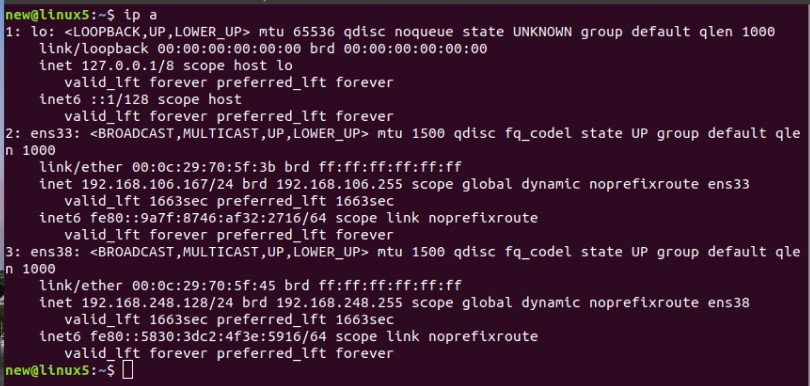 new@linux5:~$ ip a
1: lo: <LOOPBACK,UP,LOWER_UP> mtu 65536 qdisc noqueue state UNKNOWN group default qlen 1000
link/loopback 00:00:00:00:00:00 brd 00:00:00:00:00:00
inet 127.0.0.1/8 scope host lo
valid_lft forever preferred_lft forever
inet6 ::1/128 scope host
valid_lft forever preferred_lft forever
2: ens33: <BROADCAST,MULTICAST,UP,LOWER_UP> mtu 1500 qdisc fq_codel state UP group default qle
n 1000
link/ether 00:0c:29:70:5f:3b brd ff:ff:ff:ff:ff:ff
inet 192.168.106.167/24 brd 192.168.106.255 scope global dynamic noprefixroute ens33
valid_lft 1663sec preferred_lft 1663sec
inet6 fe80::9a7f:8746:af32:2716/64 scope link noprefixroute
valid_lft forever preferred_lft forever
3: ens38: <BROADCAST,MULTICAST,UP,LOWER_UP> mtu 1500 qdisc fq_codel state UP group default qle
n 1000
link/ether 00:0c:29:70:5f:45 brd ff:ff:ff:ff:ff:ff
inet 192.168.248.128/24 brd 192.168.248.255 scope global dynamic noprefixroute ens38
valid_lft 1663sec preferred_lft 1663sec
inet6 fe80::5830:3dc2:4f3e:5916/64 scope link noprefixroute
valid_lft forever preferred_lft forever
new@linux5:~$